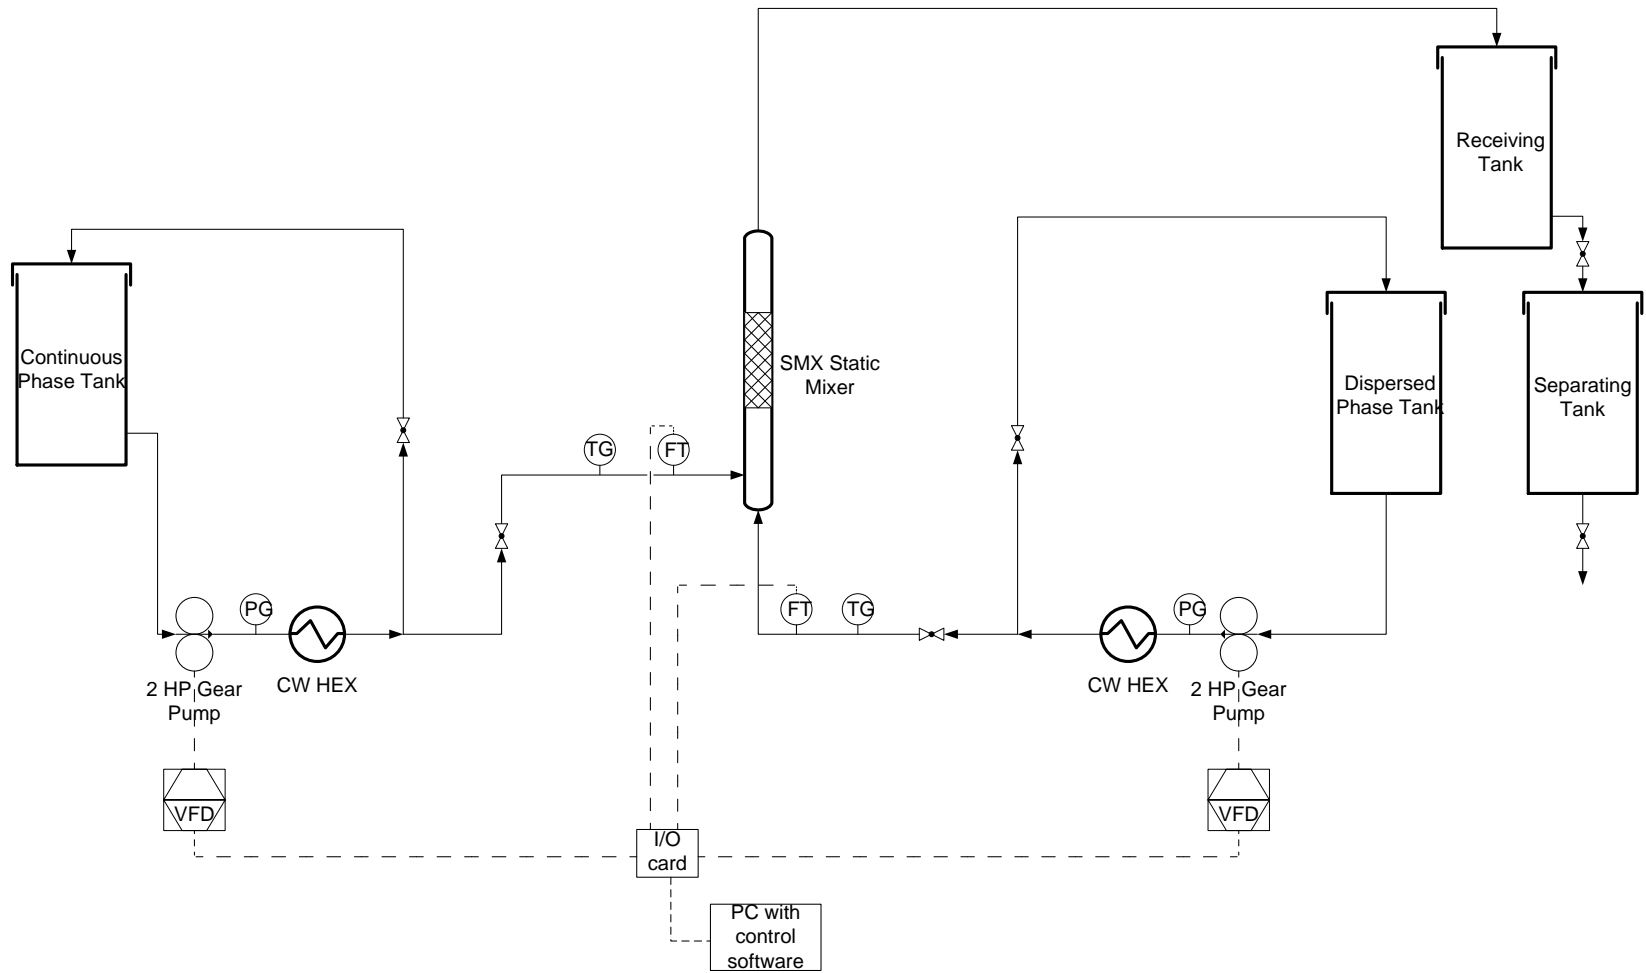 Receiving
Tank
Continuous
Phase Tank
SMX Static
Mixer
Dispersed
Phase Tank
Separating
Tank
TG
FT
PG
FT
TG
PG
2 HP Gear
Pump
CW HEX
CW HEX
2 HP Gear
Pump
VFD
VFD
I/O
card
PC with
control
software